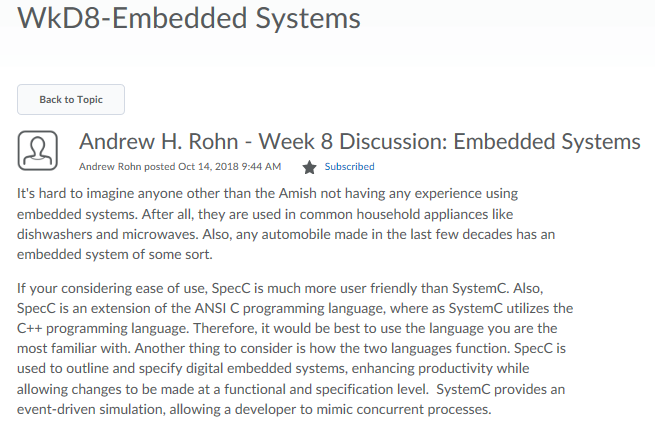 WkD8-Embedded Systems
Back to Topic
Andrew H. Rohn - Week 8 Discussion: Embedded Systems
Andrew Rohn posted Oct 14, 2018 9:44 AM ★ Subscribed
It's hard to imagine anyone other than the Amish not having any experience using
embedded systems. After all, they are used in common household appliances like
dishwashers and microwaves. Also, any automobile made in the last few decades has an
embedded system of some sort.
If your considering ease of use, SpecC is much more user friendly than SystemC. Also,
SpecC is an extension of the ANSI C programming language, where as SystemC utilizes the
C++ programming language. Therefore, it would be best to use the language you are the
most familiar with. Another thing to consider is how the two languages function. SpecC is
used to outline and specify digital embedded systems, enhancing productivity while
allowing changes to be made at a functional and specification level.  SystemC provides an
event-driven simulation, allowing a developer to mimic concurrent processes.